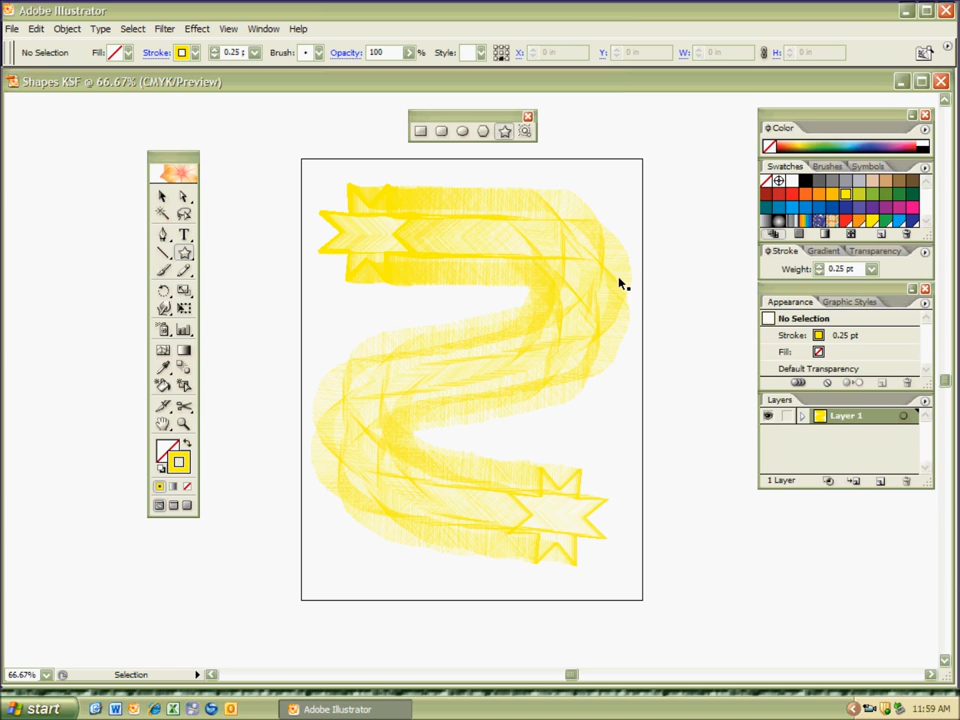 Adobe Illustrator
File Edit Object Type Select Filter Effect View Window Help
No Selection Fill: Stroke: 0.25 Brush: Opacity: 100 % Style: X: 0 in Y: 0 in W: 0 in H: 0 in
Shapes KSF @ 66.67% (CMYK/Preview)
Color
Swatches Brushes Symbols
Stroke Gradient Transparency
Weight: 0.25 pt
Appearance Graphic Styles
No Selection
Stroke: 0.25 pt
Fill:
Default Transparency
Layers
Layer 1
1 Layer
66.67% Selection
start Adobe Illustrator 11:59 AM